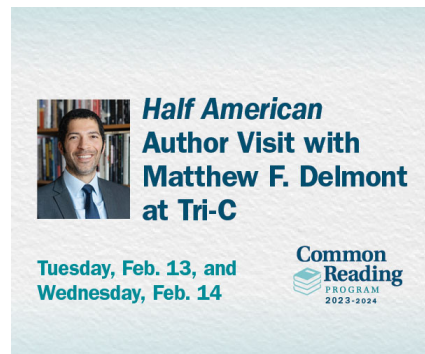 Half American
Author Visit with
Matthew F. Delmont
at Tri-C
Tuesday, Feb. 13, and
Wednesday, Feb. 14
Common
Reading
PROGRAM
2023-2024